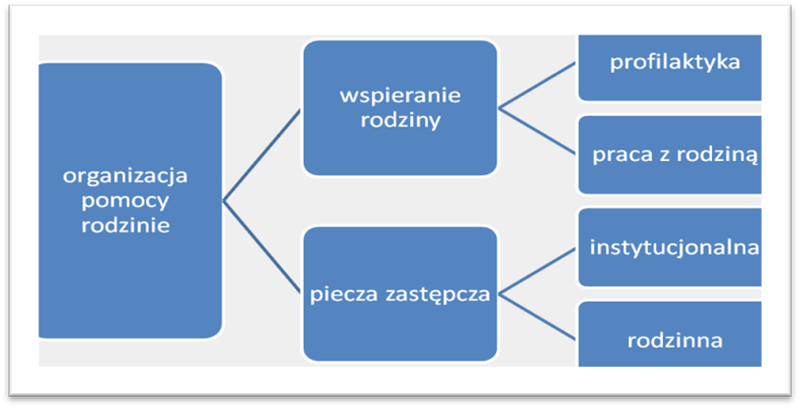 organizacja
pomocy
rodzinie
wspieranie
rodziny
profilaktyka
praca z rodziną
piecza zastępcza
instytucjonalna
rodzinna